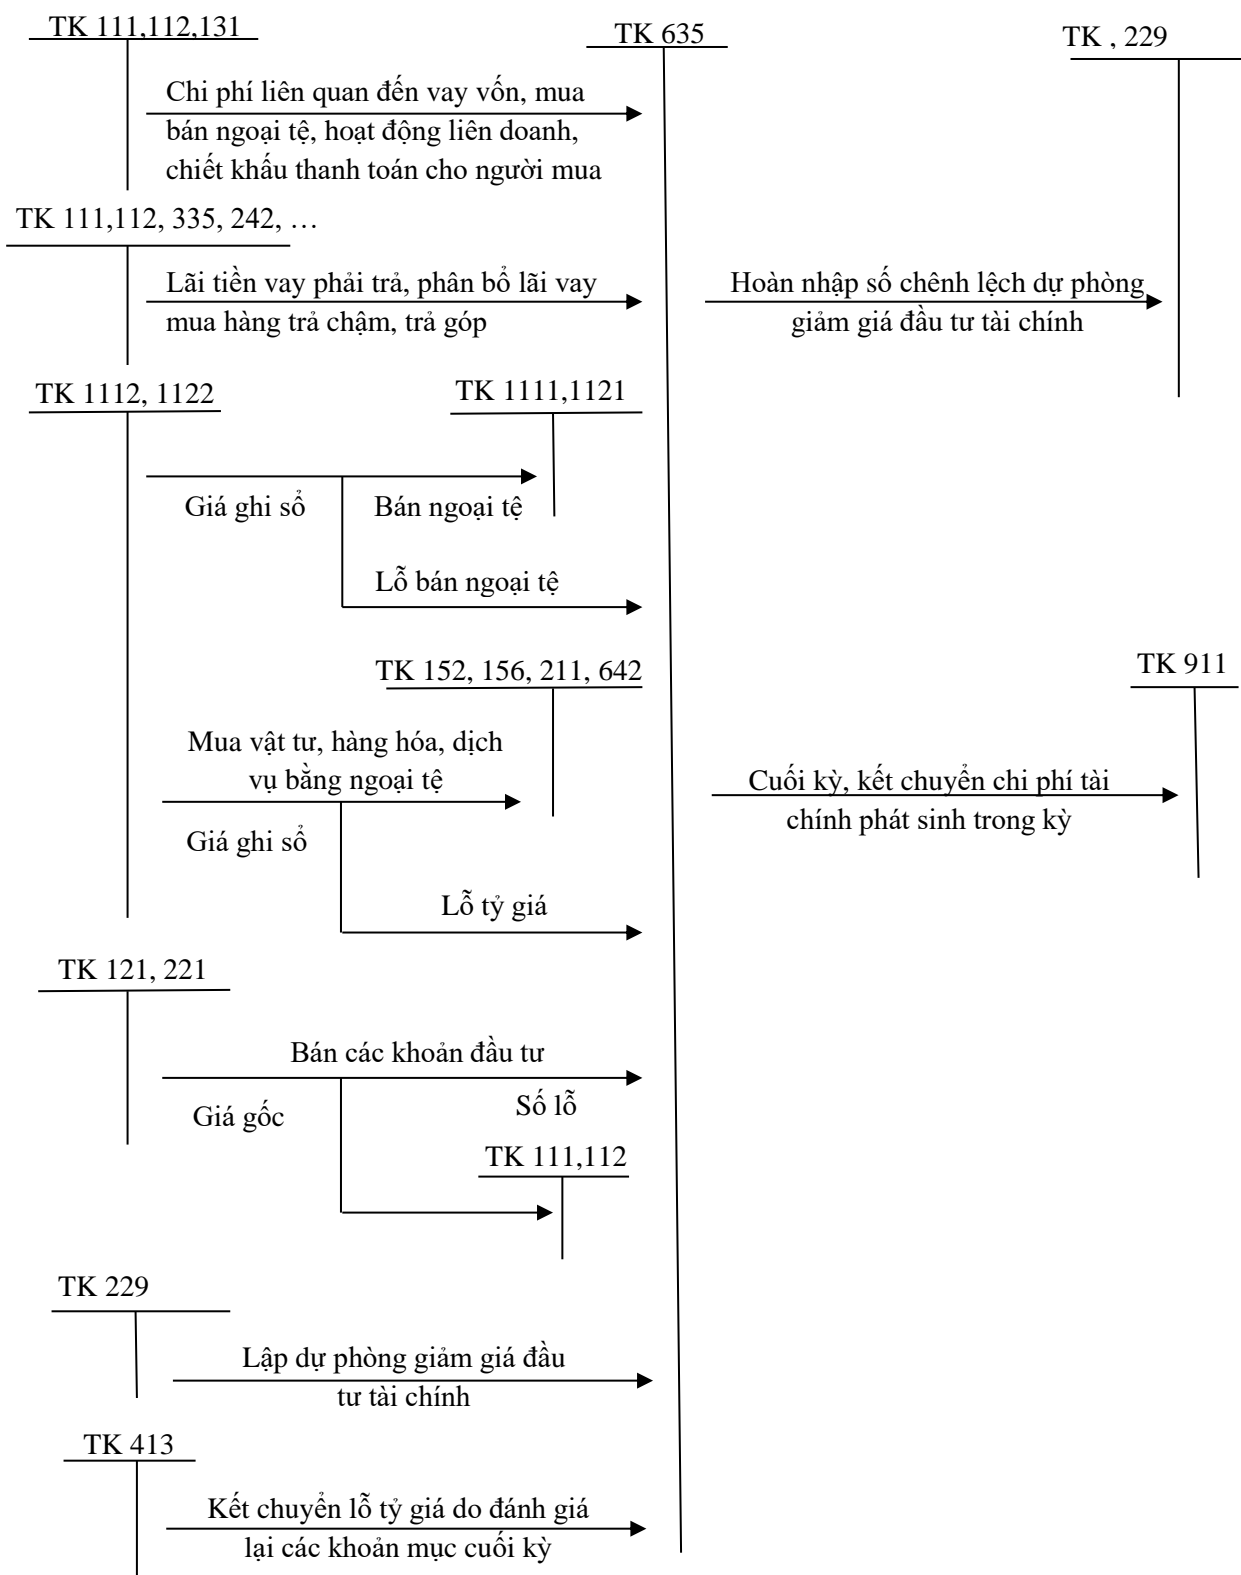 TK 111,112,131
TK 635
TK , 229
Chi phí liên quan đến vay vốn, mua
bán ngoại tệ, hoạt động liên doanh,
chiết khấu thanh toán cho người mua
TK 111,112, 335, 242, …
Lãi tiền vay phải trả, phân bổ lãi vay
mua hàng trả chậm, trả góp
Hoàn nhập số chênh lệch dự phòng
giảm giá đầu tư tài chính
TK 1112, 1122
TK 1111,1121
Giá ghi sổ
Bán ngoại tệ
Lỗ bán ngoại tệ
TK 152, 156, 211, 642
TK 911
Mua vật tư, hàng hóa, dịch
vụ bằng ngoại tệ
Giá ghi sổ
Cuối kỳ, kết chuyển chi phí tài
chính phát sinh trong kỳ
Lỗ tỷ giá
TK 121, 221
Bán các khoản đầu tư
Giá gốc
Số lỗ
TK 111,112
TK 229
Lập dự phòng giảm giá đầu
tư tài chính
TK 413
Kết chuyển lỗ tỷ giá do đánh giá
lại các khoản mục cuối kỳ